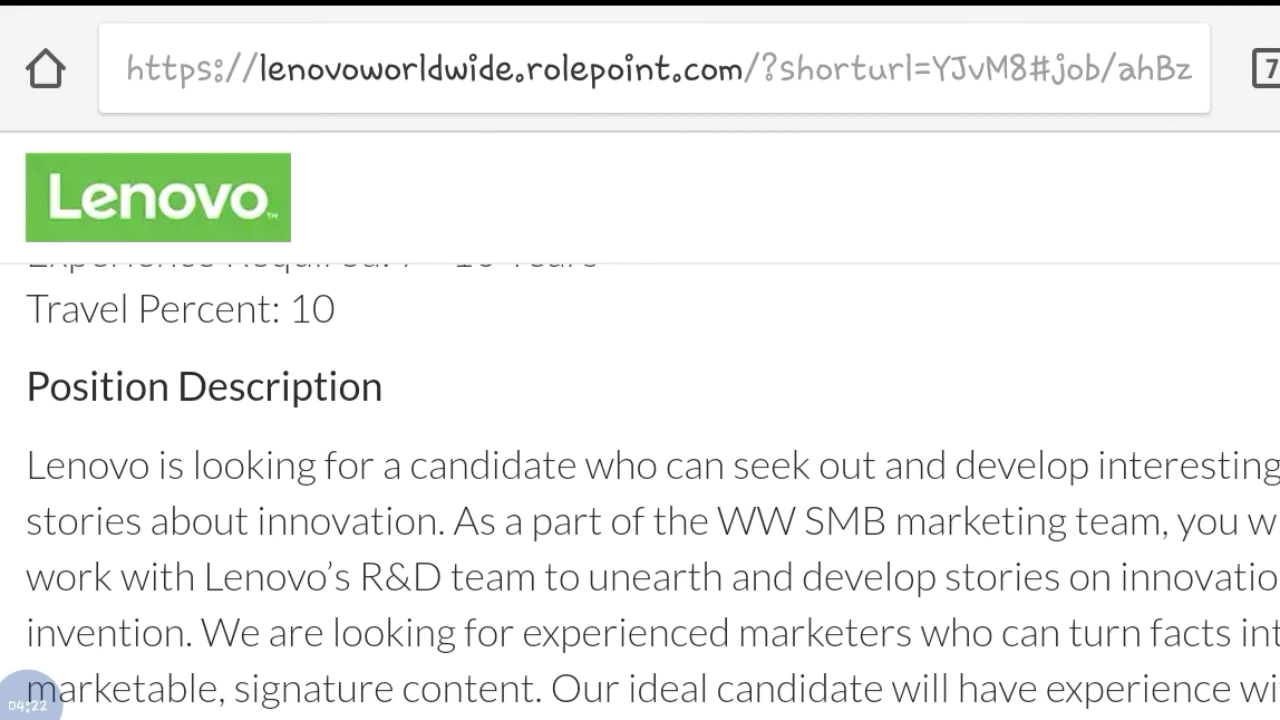 https://lenovoworldwide.rolepoint.com/?shorturl=YJvM8#job/ahBz
7
Lenovo™
Travel Percent: 10
Position Description
Lenovo is looking for a candidate who can seek out and develop interesting
stories about innovation. As a part of the WW SMB marketing team, you w
work with Lenovo's R&D team to unearth and develop stories on innovatio
invention. We are looking for experienced marketers who can turn facts int
marketable, signature content. Our ideal candidate will have experience wi
04:22